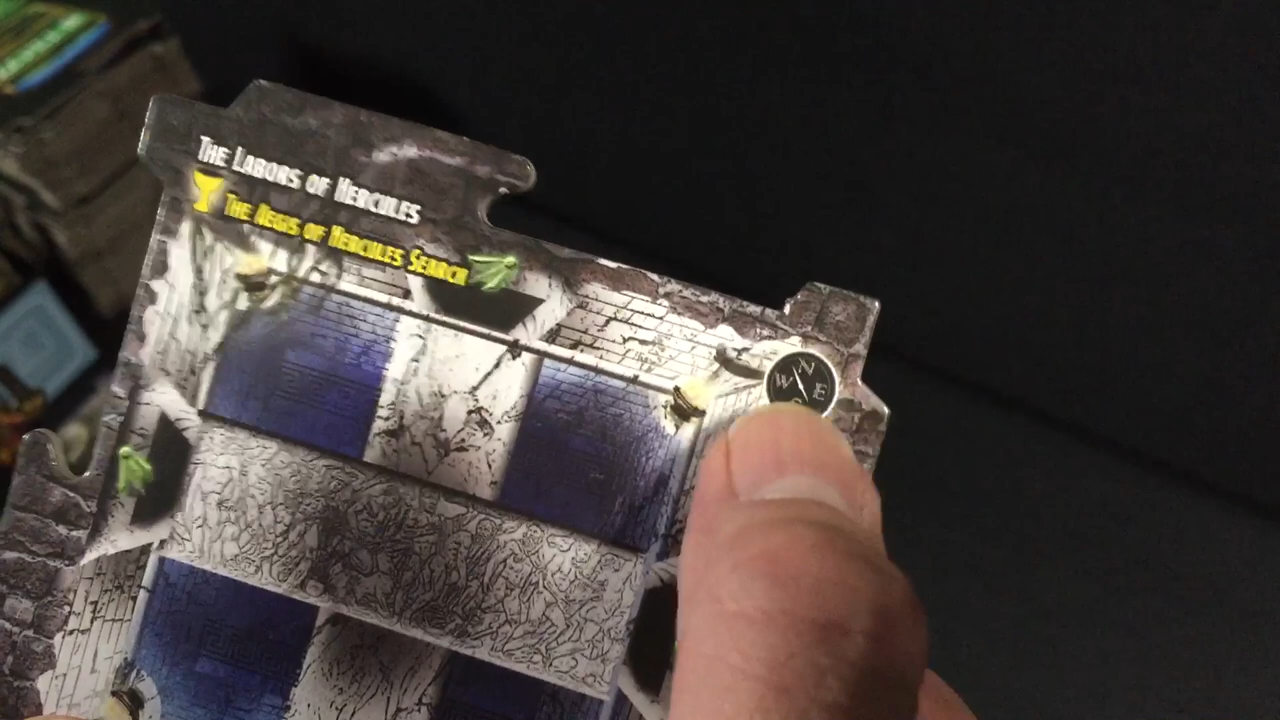 THE LABORS OF HERCULES
THE AEGIS OF HERCULES SEARCH
N
W E